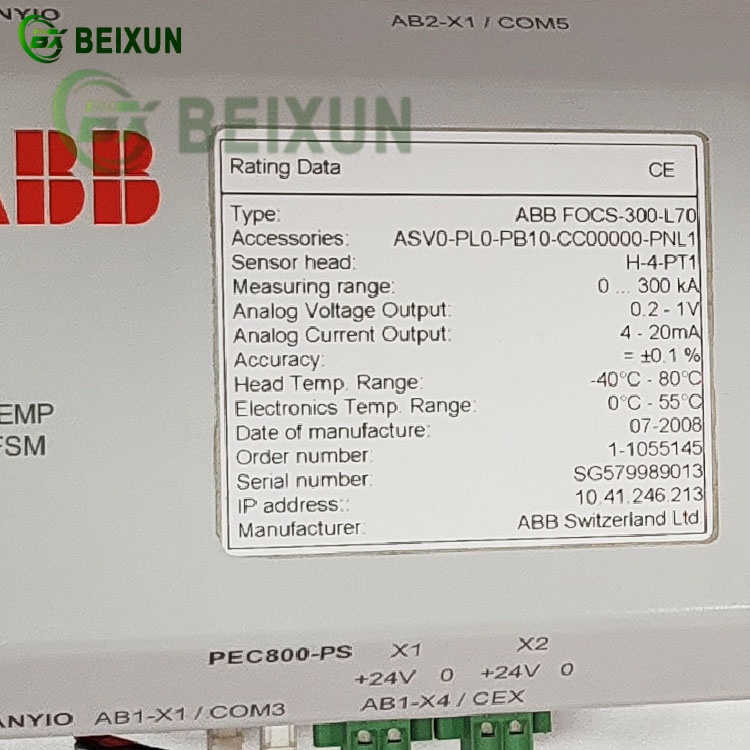 NYIO
BEIXUN
AB2-X1 / COM5
BEIXUN
ABB
Rating Data CE
Type: ABB FOCS-300-L70
Accessories: ASV0-PL0-PB10-CC00000-PNL1
Sensor head: H-4-PT1
Measuring range: 0 ... 300 kA
Analog Voltage Output: 0.2 - 1V
Analog Current Output: 4 - 20mA
Accuracy: = ±0.1 %
Head Temp. Range: -40°C - 80°C
Electronics Temp. Range: 0°C - 55°C
Date of manufacture: 07-2008
Order number: 1-1055145
Serial number: SG579989013
IP address:: 10.41.246.213
Manufacturer: ABB Switzerland Ltd
EMP
FSM
PEC800-PS X1 X2
+24V 0 +24V 0
ANYIO AB1-X1 / COM3 AB1-X4 / CEX